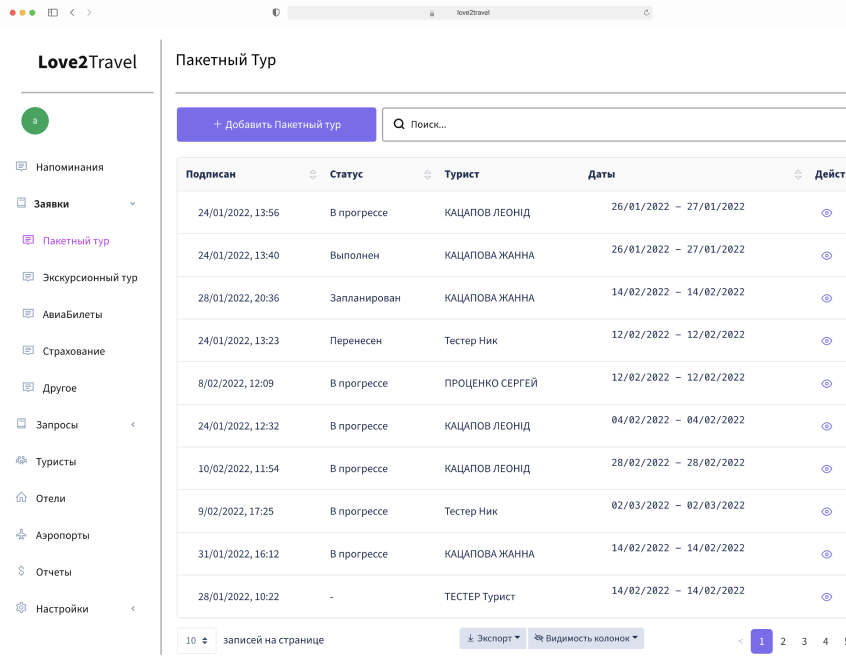 love2travel
Love2Travel
Пакетный Тур
a
+ Добавить Пакетный тур
Поиск...
Напоминания
Заявки
Пакетный тур
Экскурсионный тур
АвиаБилеты
Страхование
Другое
Запросы
Туристы
Отели
Аэропорты
Отчеты
Настройки
Подписан Статус Турист Даты Дейст
24/01/2022, 13:56 В прогрессе КАЦАПОВ ЛЕОНІД 26/01/2022 – 27/01/2022
24/01/2022, 13:40 Выполнен КАЦАПОВА ЖАННА 26/01/2022 – 27/01/2022
28/01/2022, 20:36 Запланирован КАЦАПОВА ЖАННА 14/02/2022 – 14/02/2022
24/01/2022, 13:23 Перенесен Тестер Ник 12/02/2022 – 12/02/2022
8/02/2022, 12:09 В прогрессе ПРОЦЕНКО СЕРГЕЙ 12/02/2022 – 12/02/2022
24/01/2022, 12:32 В прогрессе КАЦАПОВ ЛЕОНІД 04/02/2022 – 04/02/2022
10/02/2022, 11:54 В прогрессе КАЦАПОВ ЛЕОНІД 28/02/2022 – 28/02/2022
9/02/2022, 17:25 В прогрессе Тестер Ник 02/03/2022 – 02/03/2022
31/01/2022, 16:12 В прогрессе КАЦАПОВА ЖАННА 14/02/2022 – 14/02/2022
28/01/2022, 10:22 - ТЕСТЕР Турист 14/02/2022 – 14/02/2022
10 записей на странице Экспорт Видимость колонок < 1 2 3 4 5